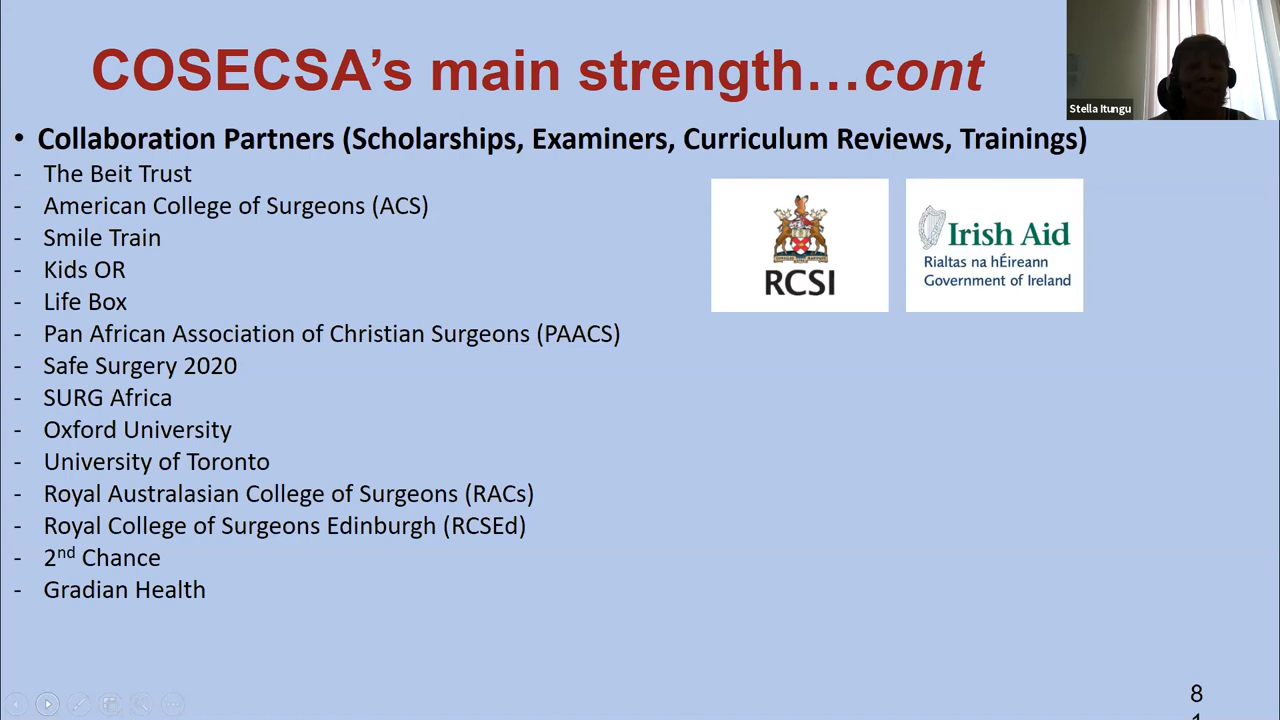 COSECSA’s main strength…cont
Stella Itungu
• Collaboration Partners (Scholarships, Examiners, Curriculum Reviews, Trainings)
- The Beit Trust
- American College of Surgeons (ACS)
- Smile Train
- Kids OR
- Life Box
- Pan African Association of Christian Surgeons (PAACS)
- Safe Surgery 2020
- SURG Africa
- Oxford University
- University of Toronto
- Royal Australasian College of Surgeons (RACs)
- Royal College of Surgeons Edinburgh (RCSEd)
- 2nd Chance
- Gradian Health
RCSI
Irish Aid
Rialtas na hÉireann
Government of Ireland
8